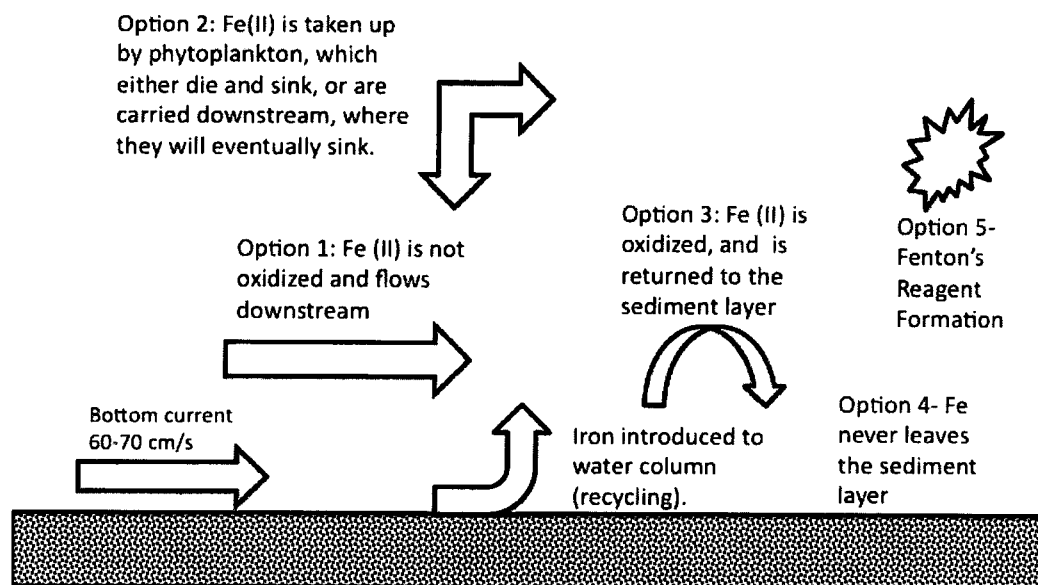 Option 2: Fe(II) is taken up
by phytoplankton, which
either die and sink, or are
carried downstream, where
they will eventually sink.
Option 1: Fe (II) is not
oxidized and flows
downstream
Option 3: Fe (II) is
oxidized, and is
returned to the
sediment layer
Option 5-
Fenton's
Reagent
Formation
Bottom current
60-70 cm/s
Iron introduced to
water column
(recycling).
Option 4- Fe
never leaves
the sediment
layer